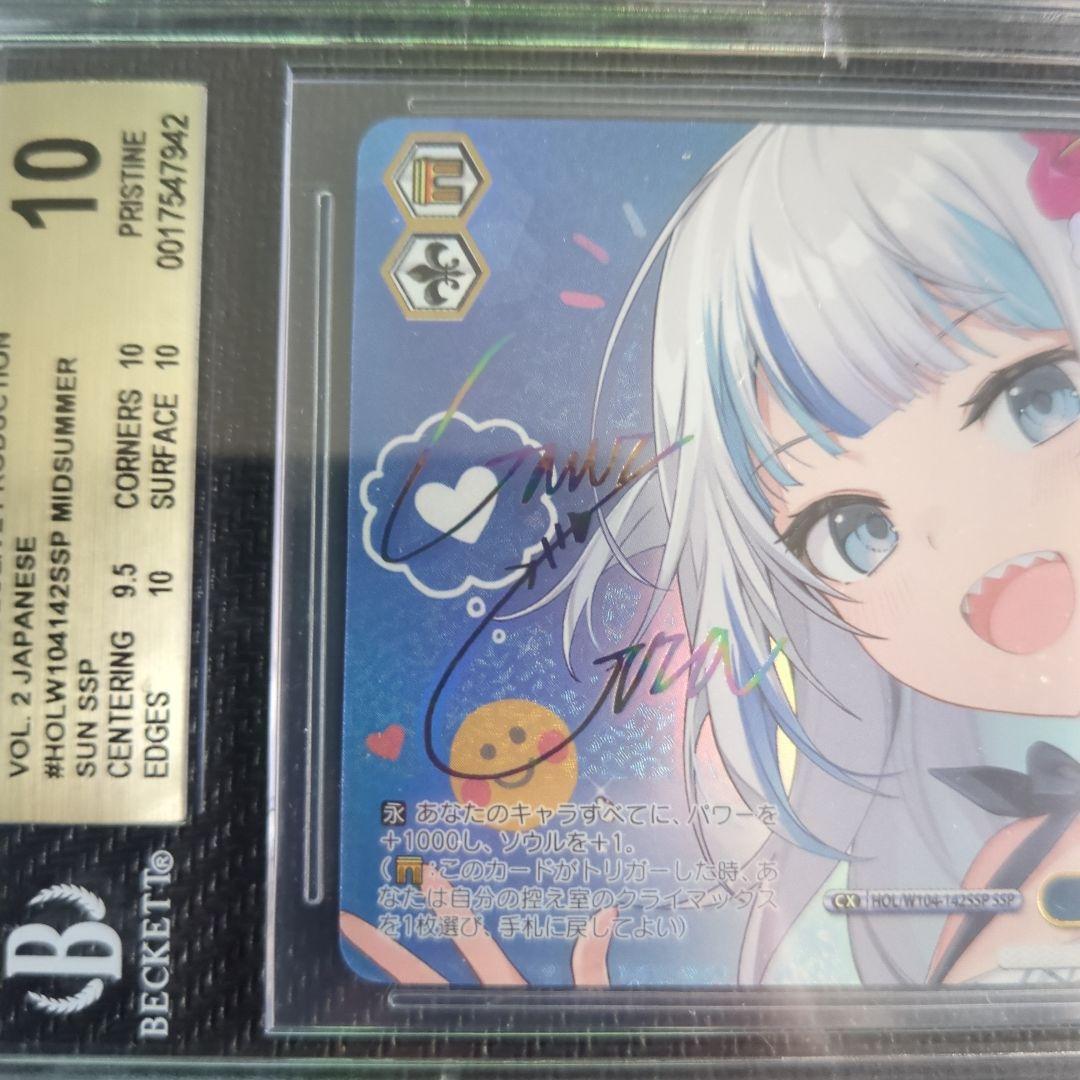 VOL. 2 JAPANESE
#HOLW104142SSP MIDSUMMER
SUN SSP
CENTERING 9.5 CORNERS 10
EDGES 10 SURFACE 10
10
PRISTINE
0017547942
BECKETT®
Gawr
Gura
永 あなたのキャラすべてに、パワーを
+1000し、ソウルを+1。
( :このカードがトリガーした時、あ
なたは自分の控え室のクライマックス
を1枚選び、手札に戻してよい)
CX HOL/W104-142SSP SSP